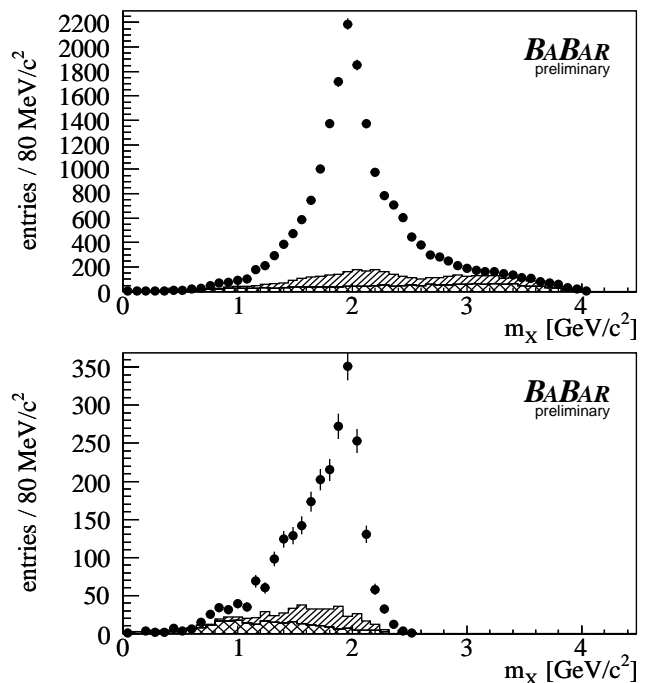 entries / 80 MeV/c²
2200
2000
1800
1600
1400
1200
1000
800
600
400
200
0
BABAR
preliminary
0 1 2 3 4
m_X [GeV/c²]
entries / 80 MeV/c²
350
300
250
200
150
100
50
0
BABAR
preliminary
0 1 2 3 4
m_X [GeV/c²]